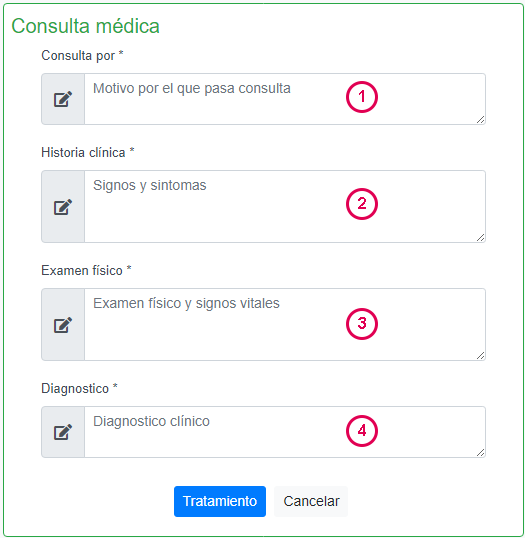 Consulta médica
Consulta por *
Motivo por el que pasa consulta
1
Historia clínica *
Signos y sintomas
2
Examen físico *
Examen físico y signos vitales
3
Diagnostico *
Diagnostico clínico
4
Tratamiento Cancelar